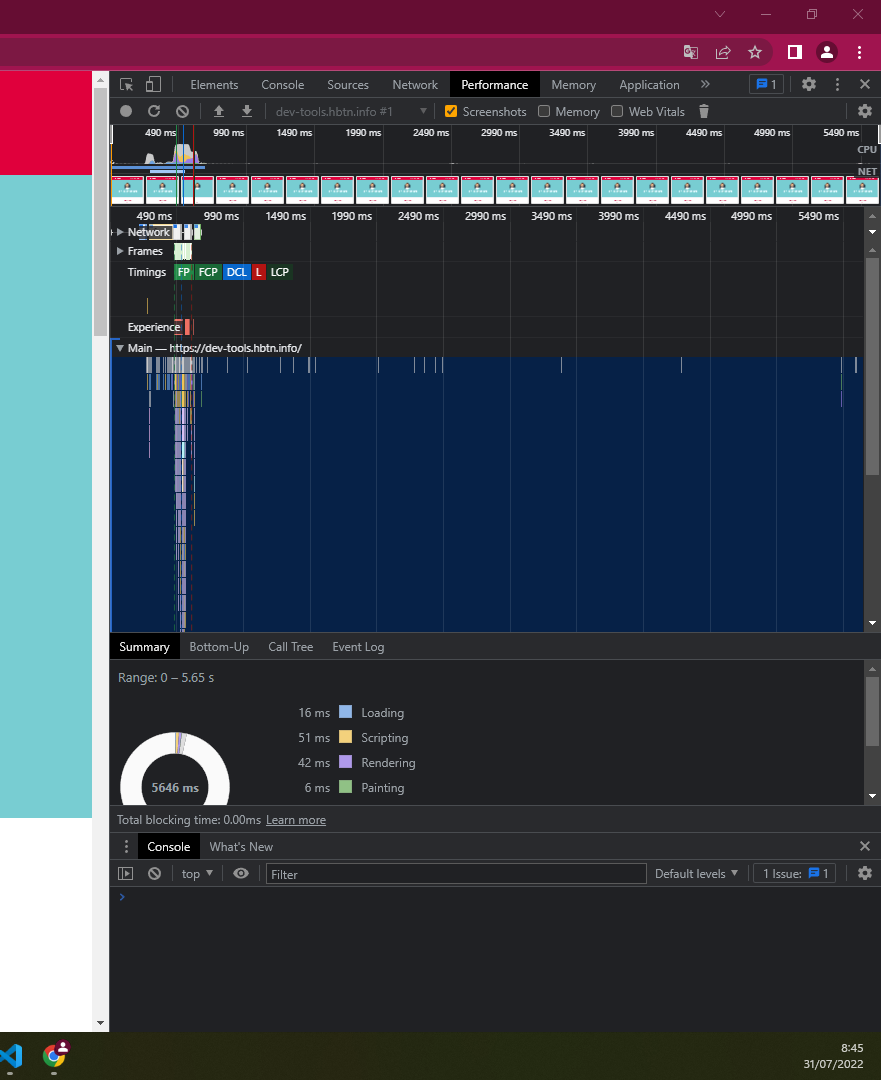 Elements Console Sources Network Performance Memory Application » 1
dev-tools.hbtn.info #1 Screenshots Memory Web Vitals
490 ms 990 ms 1490 ms 1990 ms 2490 ms 2990 ms 3490 ms 3990 ms 4490 ms 4990 ms 5490 ms
CPU
NET
490 ms 990 ms 1490 ms 1990 ms 2490 ms 2990 ms 3490 ms 3990 ms 4490 ms 4990 ms 5490 ms
Network
Frames
Timings FP FCP DCL L LCP
Experience
Main — https://dev-tools.hbtn.info/
Summary Bottom-Up Call Tree Event Log
Range: 0 – 5.65 s
16 ms Loading
51 ms Scripting
42 ms Rendering
5646 ms
6 ms Painting
Total blocking time: 0.00ms Learn more
Console What's New
top Filter Default levels 1 Issue: 1
8:45
31/07/2022